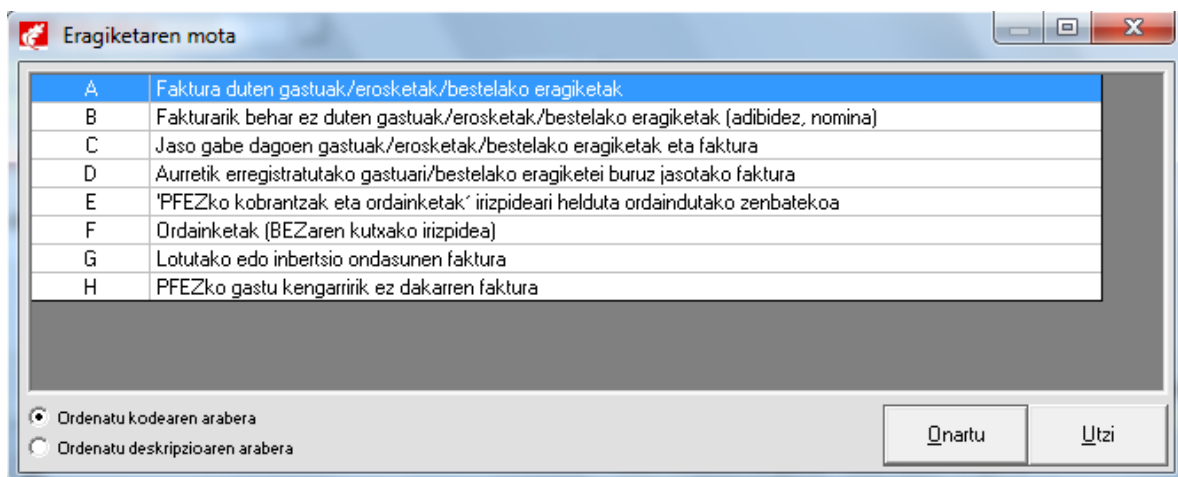 Eragiketaren mota
A Faktura duten gastuak/erosketak/bestelako eragiketak
B Fakturarik behar ez duten gastuak/erosketak/bestelako eragiketak (adibidez, nomina)
C Jaso gabe dagoen gastuak/erosketak/bestelako eragiketak eta faktura
D Aurretik erregistratutako gastuari/bestelako eragiketei buruz jasotako faktura
E 'PFEZko kobrantzak eta ordainketak´ irizpideari helduta ordaindutako zenbatekoa
F Ordainketak (BEZaren kutxako irizpidea)
G Lotutako edo inbertsio ondasunen faktura
H PFEZko gastu kengarririk ez dakarren faktura
Ordenatu kodearen arabera
Ordenatu deskripzioaren arabera
Onartu
Utzi